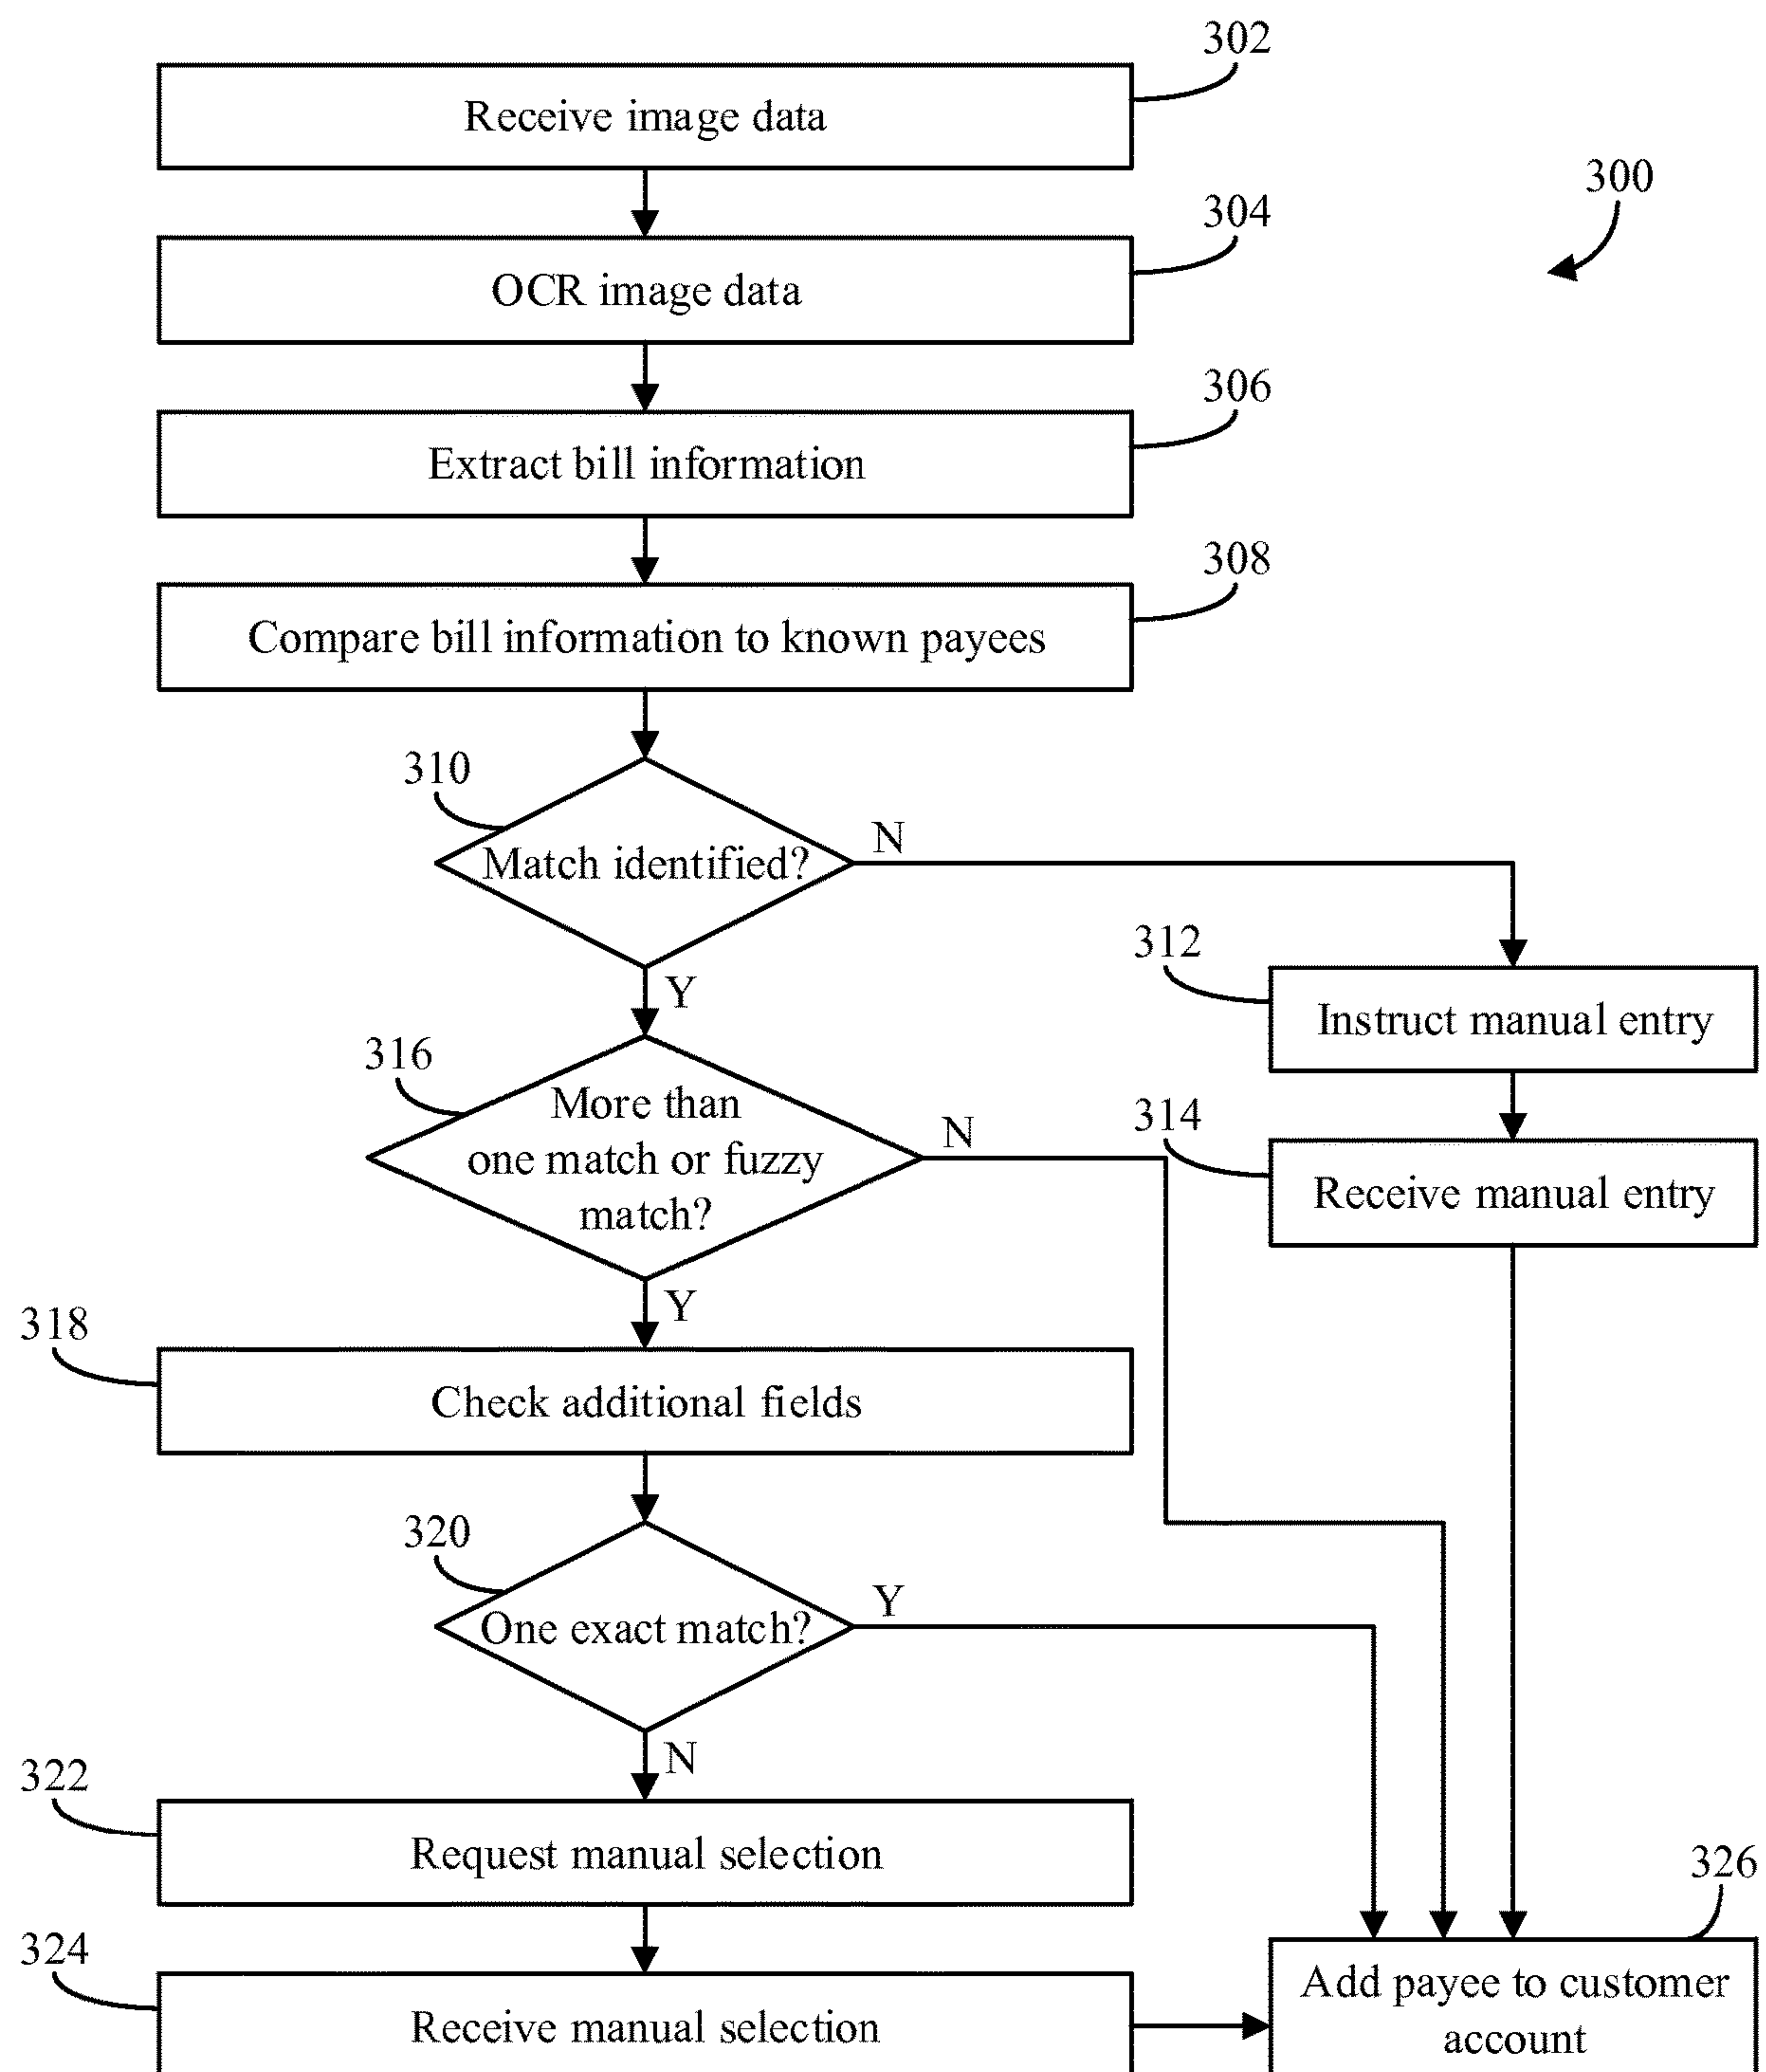 302
Receive image data
300
304
OCR image data
306
Extract bill information
308
Compare bill information to known payees
310
Match identified?
N
Y
312
Instruct manual entry
316
More than
one match or fuzzy
match?
N
Y
314
Receive manual entry
318
Check additional fields
320
One exact match?
Y
N
322
Request manual selection
324
Receive manual selection
326
Add payee to customer
account